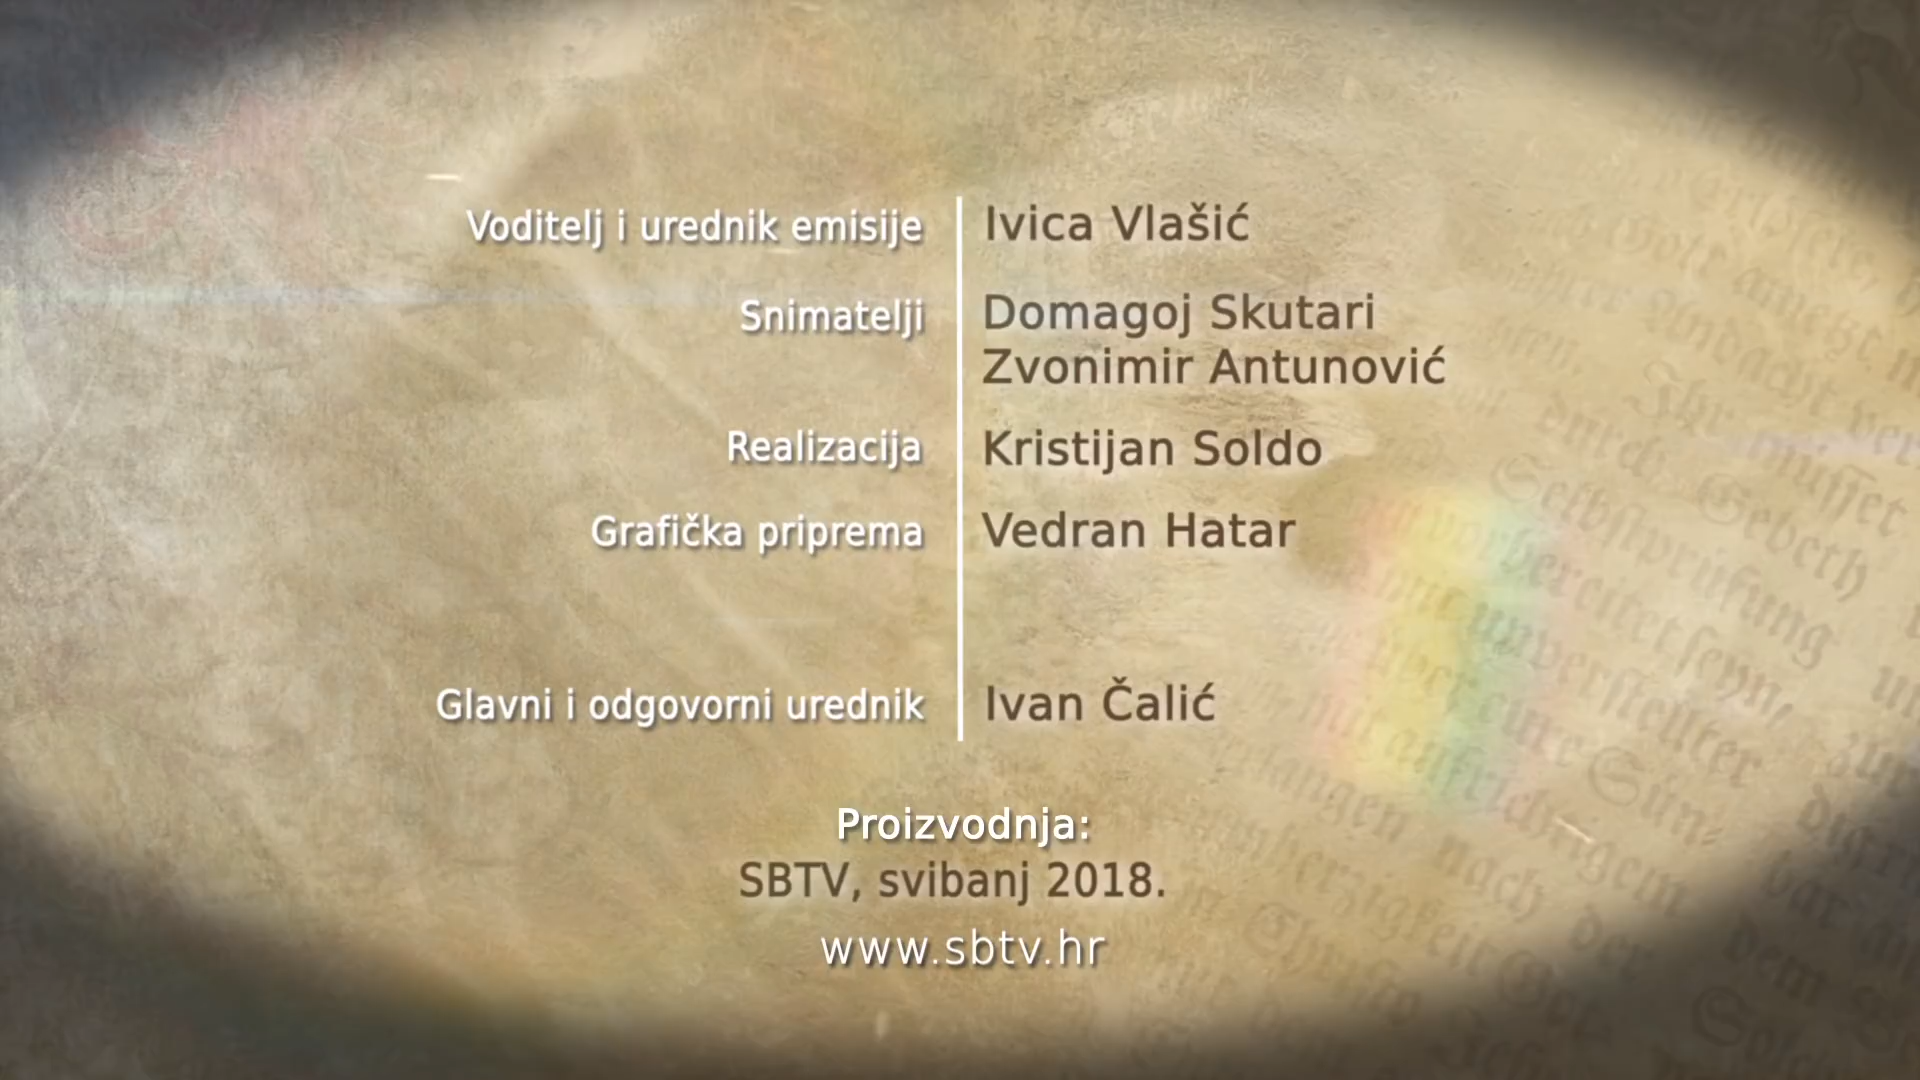 Voditelj i urednik emisije Ivica Vlašić
Snimatelji Domagoj Skutari
Zvonimir Antunović
Realizacija Kristijan Soldo
Grafička priprema Vedran Hatar
Glavni i odgovorni urednik Ivan Čalić
Proizvodnja:
SBTV, svibanj 2018.
www.sbtv.hr